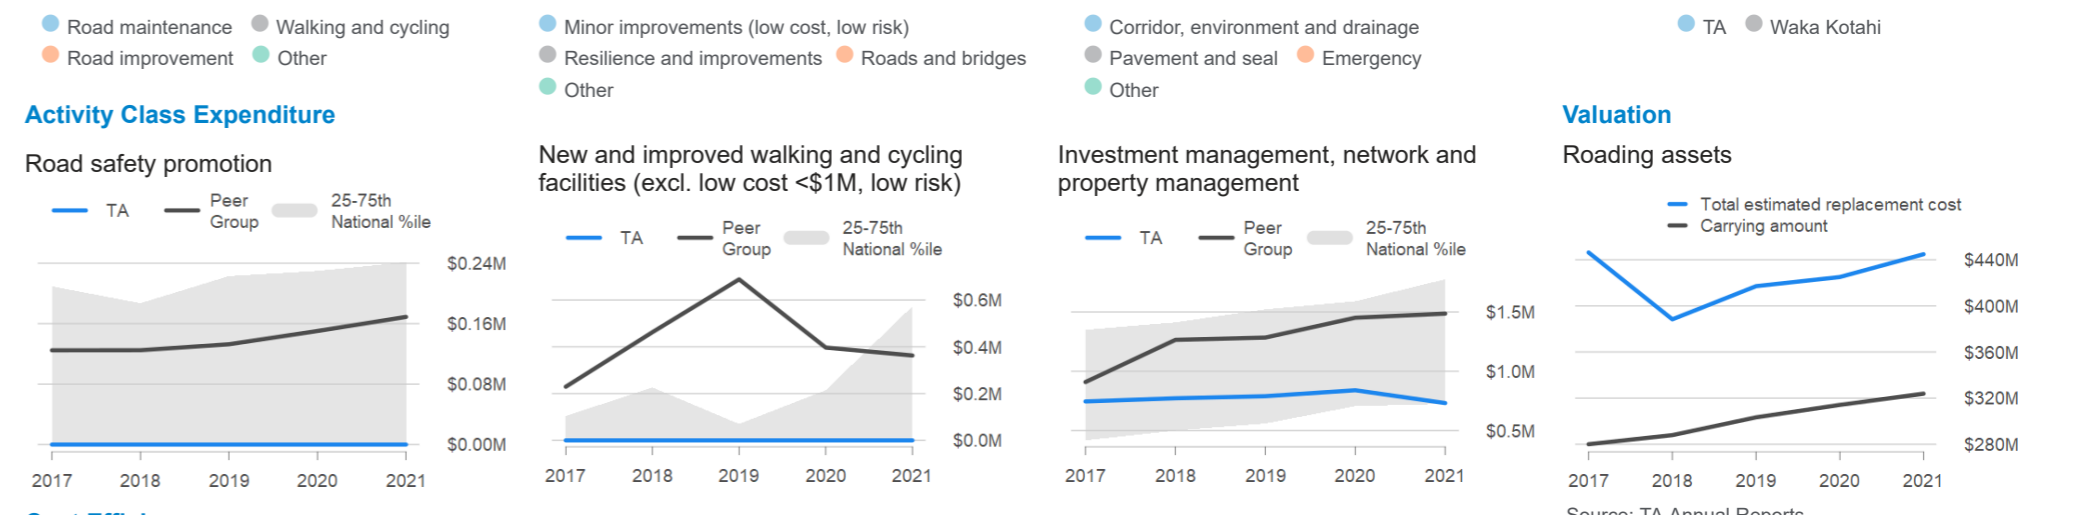 Road maintenance Walking and cycling
Road improvement Other
Minor improvements (low cost, low risk)
Resilience and improvements Roads and bridges
Other
Corridor, environment and drainage
Pavement and seal Emergency
Other
TA Waka Kotahi
Activity Class Expenditure
Road safety promotion
TA
Peer
Group
25-75th
National %ile
$0.24M
$0.16M
$0.08M
$0.00M
2017 2018 2019 2020 2021
New and improved walking and cycling
facilities (excl. low cost <$1M, low risk)
TA
Peer
Group
25-75th
National %ile
$0.6M
$0.4M
$0.2M
$0.0M
2017 2018 2019 2020 2021
Investment management, network and
property management
TA
Peer
Group
25-75th
National %ile
$1.5M
$1.0M
$0.5M
2017 2018 2019 2020 2021
Valuation
Roading assets
Total estimated replacement cost
Carrying amount
$440M
$400M
$360M
$320M
$280M
2017 2018 2019 2020 2021
Source: TA Annual Reports